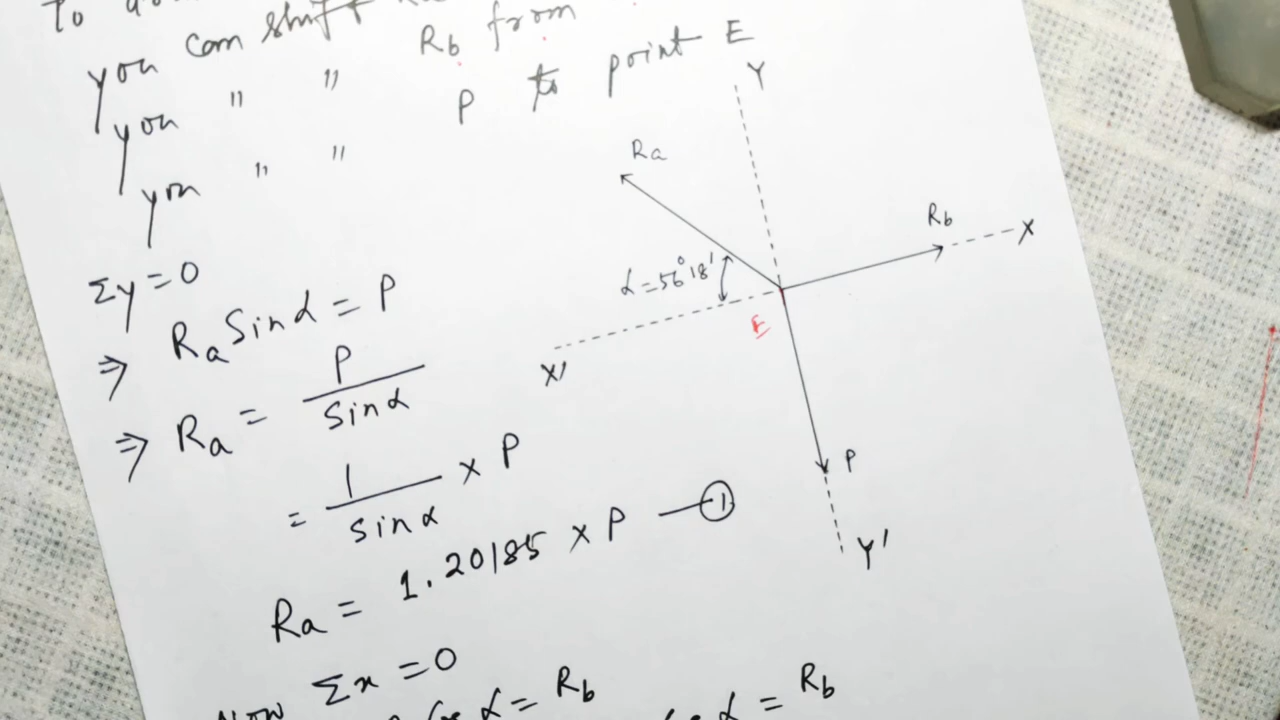 To
you can shift
you " " Rb from
you " " P to point E
Y
Ra
Rb
X
α = 56°18'
E
X'
P
Y'
Σy = 0
⇒ Ra Sin α = P
⇒ Ra = P / Sin α
= 1 / Sin α × P
Ra = 1.20185 × P — ①
Now Σx = 0
Cos α = Rb
Cos α = Rb